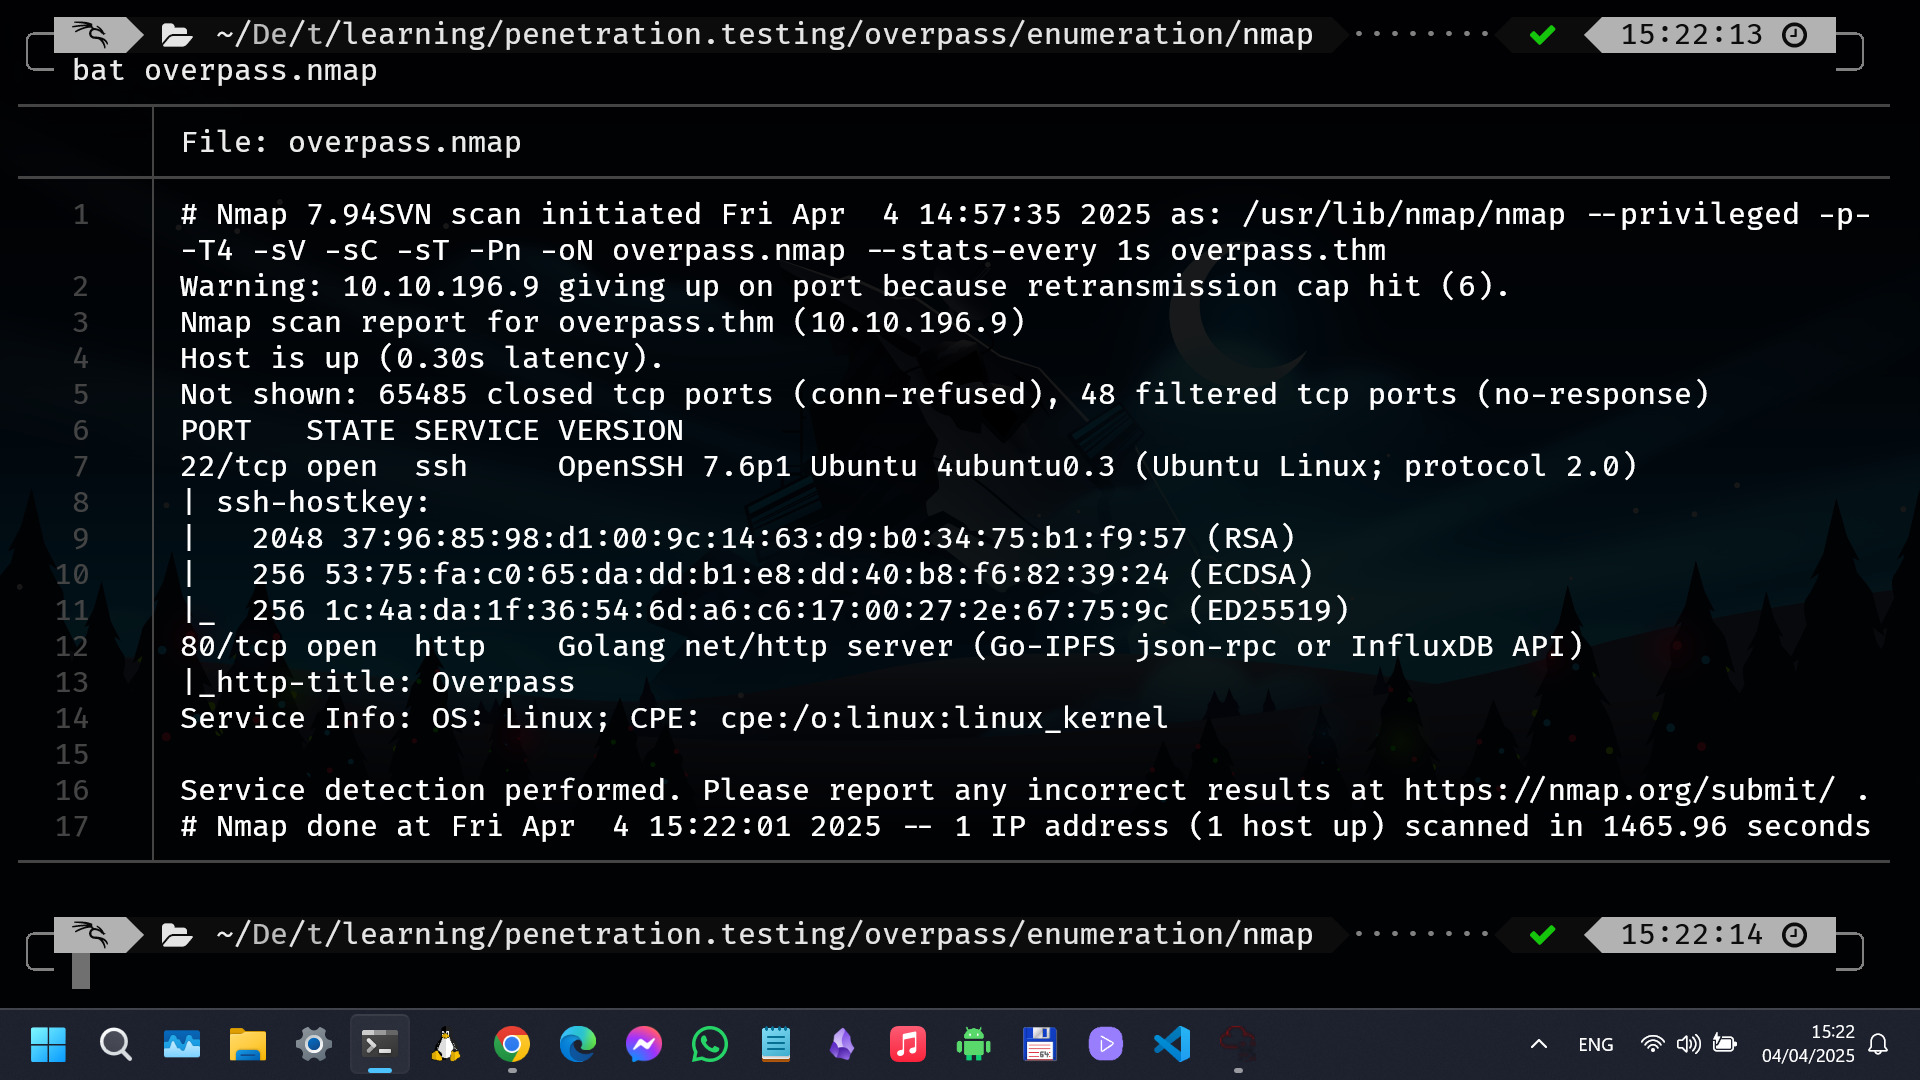 ~/De/t/learning/penetration.testing/overpass/enumeration/nmap ········ 15:22:13
bat overpass.nmap
File: overpass.nmap
1 # Nmap 7.94SVN scan initiated Fri Apr  4 14:57:35 2025 as: /usr/lib/nmap/nmap --privileged -p-
-T4 -sV -sC -sT -Pn -oN overpass.nmap --stats-every 1s overpass.thm
2 Warning: 10.10.196.9 giving up on port because retransmission cap hit (6).
3 Nmap scan report for overpass.thm (10.10.196.9)
4 Host is up (0.30s latency).
5 Not shown: 65485 closed tcp ports (conn-refused), 48 filtered tcp ports (no-response)
6 PORT   STATE SERVICE VERSION
7 22/tcp open  ssh     OpenSSH 7.6p1 Ubuntu 4ubuntu0.3 (Ubuntu Linux; protocol 2.0)
8 | ssh-hostkey:
9 |   2048 37:96:85:98:d1:00:9c:14:63:d9:b0:34:75:b1:f9:57 (RSA)
10 |   256 53:75:fa:c0:65:da:dd:b1:e8:dd:40:b8:f6:82:39:24 (ECDSA)
11 |_  256 1c:4a:da:1f:36:54:6d:a6:c6:17:00:27:2e:67:75:9c (ED25519)
12 80/tcp open  http    Golang net/http server (Go-IPFS json-rpc or InfluxDB API)
13 |_http-title: Overpass
14 Service Info: OS: Linux; CPE: cpe:/o:linux:linux_kernel
15
16 Service detection performed. Please report any incorrect results at https://nmap.org/submit/ .
17 # Nmap done at Fri Apr  4 15:22:01 2025 -- 1 IP address (1 host up) scanned in 1465.96 seconds
~/De/t/learning/penetration.testing/overpass/enumeration/nmap ········ 15:22:14
64
ENG
15:22
04/04/2025